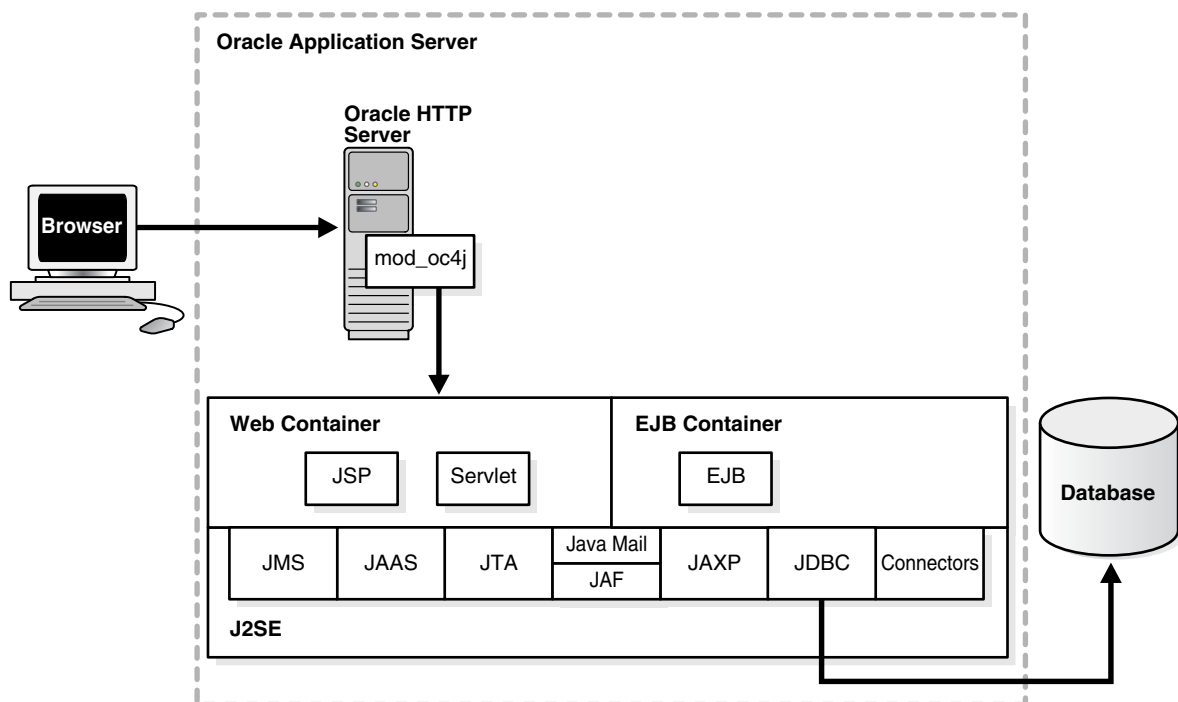 Oracle Application Server
Oracle HTTP
Server
Browser
mod_oc4j
Web Container
EJB Container
JSP
Servlet
EJB
Database
JMS
JAAS
JTA
Java Mail
JAF
JAXP
JDBC
Connectors
J2SE